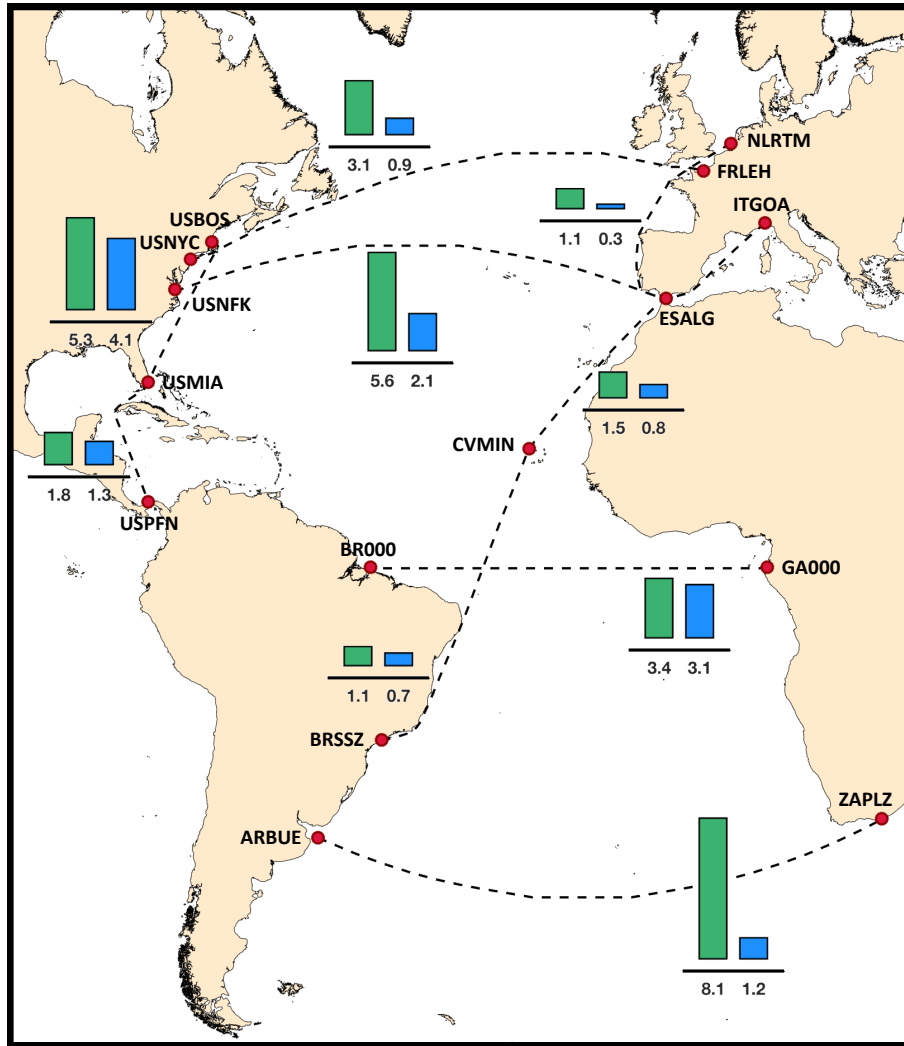 3.1 0.9
NLRTM
FRLEH
1.1 0.3
ITGOA
USBOS
USNYC
USNFK
5.3 4.1
ESALG
5.6 2.1
USMIA
1.5 0.8
CVMIN
1.8 1.3
USPFN
BR000
GA000
3.4 3.1
1.1 0.7
BRSSZ
ZAPLZ
ARBUE
8.1 1.2